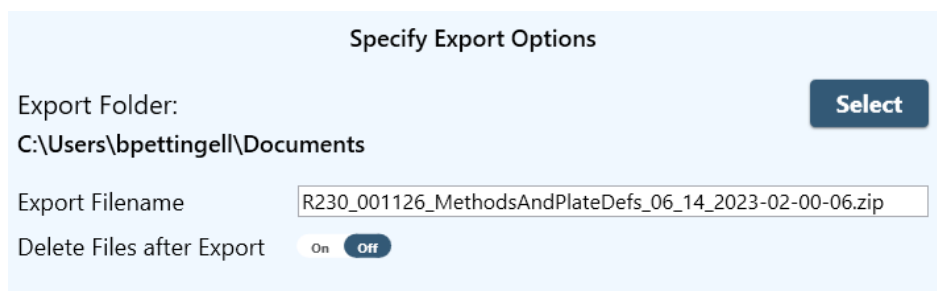 Specify Export Options
Export Folder:
Select
C:\Users\bpettingell\Documents
Export Filename
R230_001126_MethodsAndPlateDefs_06_14_2023-02-00-06.zip
Delete Files after Export
On Off